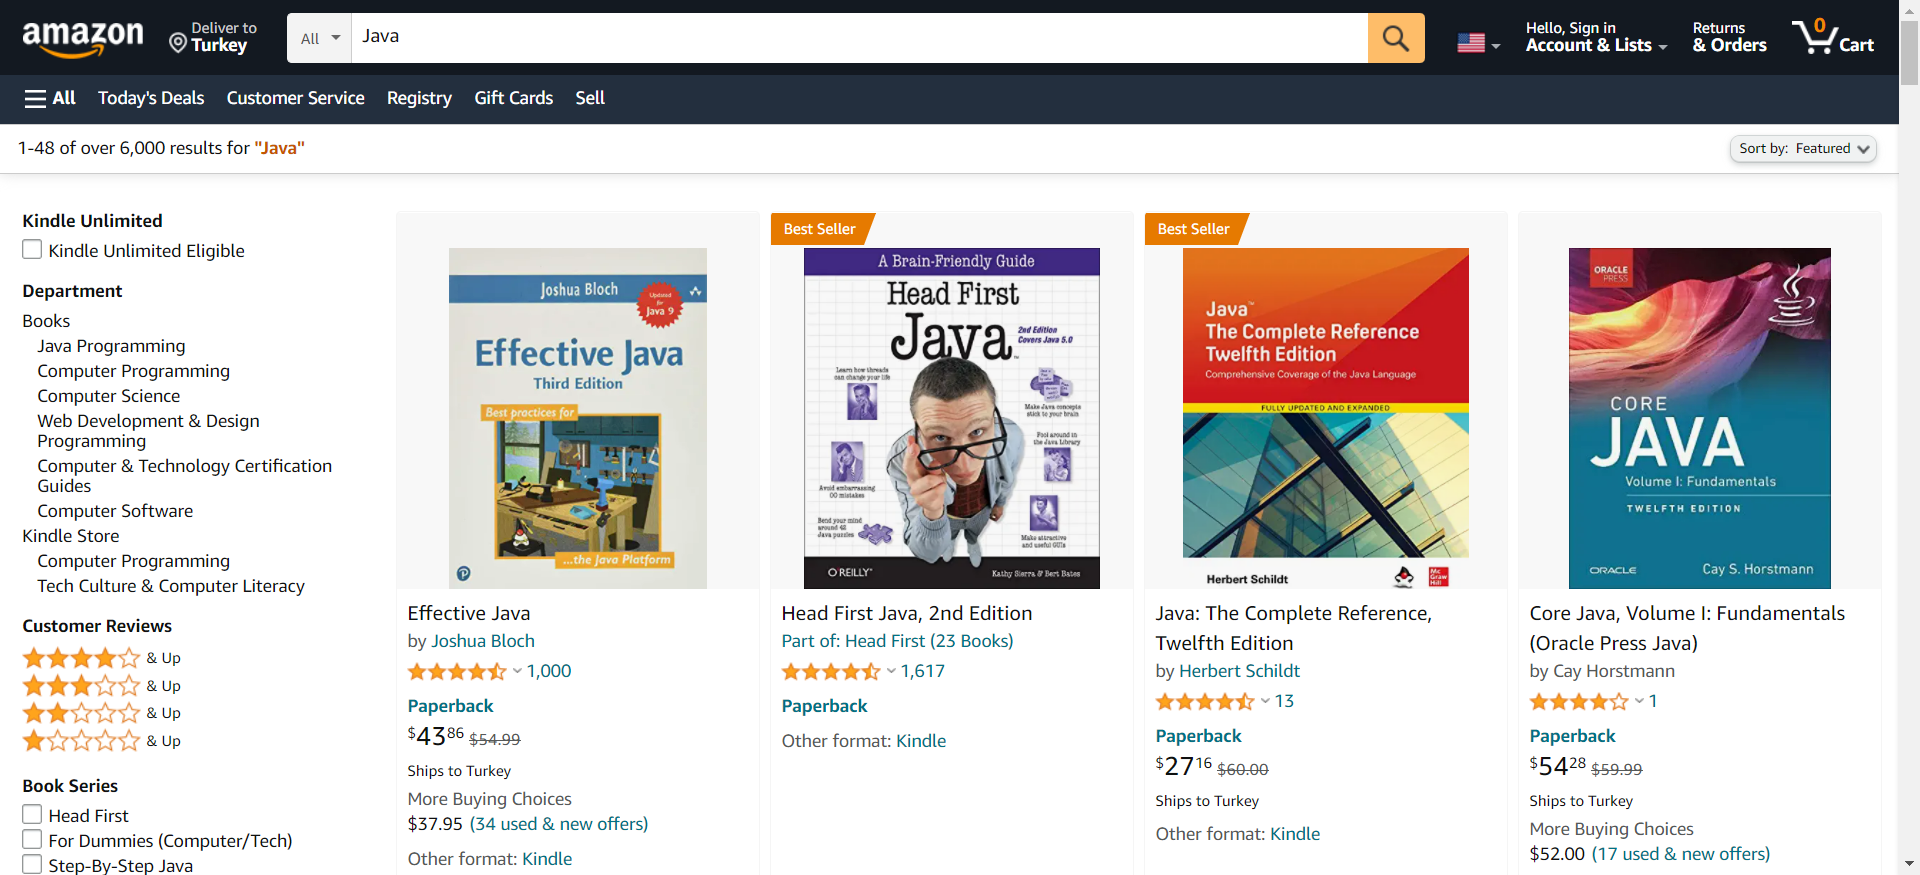 amazon
Deliver to
Turkey
All
Java
Hello, Sign in
Account & Lists
Returns
& Orders
0
Cart
All
Today's Deals
Customer Service
Registry
Gift Cards
Sell
1-48 of over 6,000 results for "Java"
Sort by: Featured
Kindle Unlimited
Kindle Unlimited Eligible
Department
Books
Java Programming
Computer Programming
Computer Science
Web Development & Design
Programming
Computer & Technology Certification
Guides
Computer Software
Kindle Store
Computer Programming
Tech Culture & Computer Literacy
Customer Reviews
& Up
& Up
& Up
& Up
Book Series
Head First
For Dummies (Computer/Tech)
Step-By-Step Java
Joshua Bloch
Updated
for
Java 9
Effective Java
Third Edition
Best practices for
...the Java Platform
P
Effective Java
by Joshua Bloch
1,000
Paperback
$43 86 $54.99
Ships to Turkey
More Buying Choices
$37.95 (34 used & new offers)
Other format: Kindle
Best Seller
A Brain-Friendly Guide
Head First
Java™
2nd Edition
Covers Java 5.0
Learn how threads
can change your life
Make Java concepts
stick to your brain
Fool around in
the Java Library
Avoid embarrassing
OO mistakes
Bend your mind
around 42
Java puzzles
Make attractive
and useful GUIs
O'REILLY®
Kathy Sierra & Bert Bates
Head First Java, 2nd Edition
Part of: Head First (23 Books)
1,617
Paperback
Other format: Kindle
Best Seller
Java™
The Complete Reference
Twelfth Edition
Comprehensive Coverage of the Java Language
FULLY UPDATED AND EXPANDED
Herbert Schildt
Mc
Graw
Hill
Java: The Complete Reference,
Twelfth Edition
by Herbert Schildt
13
Paperback
$27 16 $60.00
Ships to Turkey
Other format: Kindle
ORACLE
PRESS
CORE
JAVA
Volume I: Fundamentals
TWELFTH EDITION
ORACLE
Cay S. Horstmann
Core Java, Volume I: Fundamentals
(Oracle Press Java)
by Cay Horstmann
1
Paperback
$54 28 $59.99
Ships to Turkey
More Buying Choices
$52.00 (17 used & new offers)